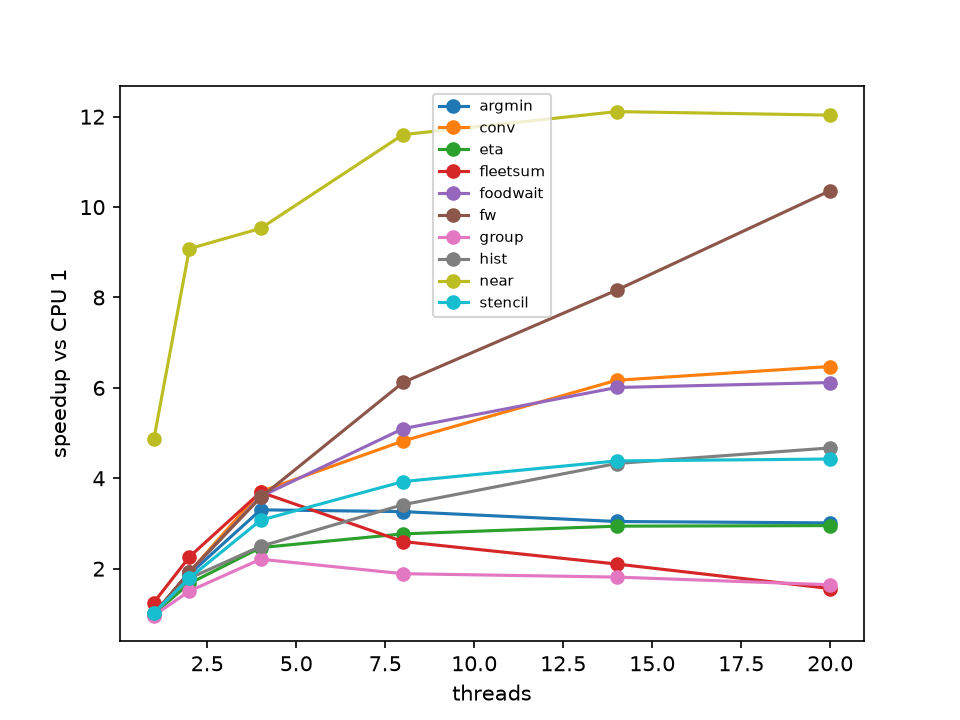 12
10
8
6
4
2
speedup vs CPU 1
argmin
conv
eta
fleetsum
foodwait
fw
group
hist
near
stencil
2.5 5.0 7.5 10.0 12.5 15.0 17.5 20.0
threads